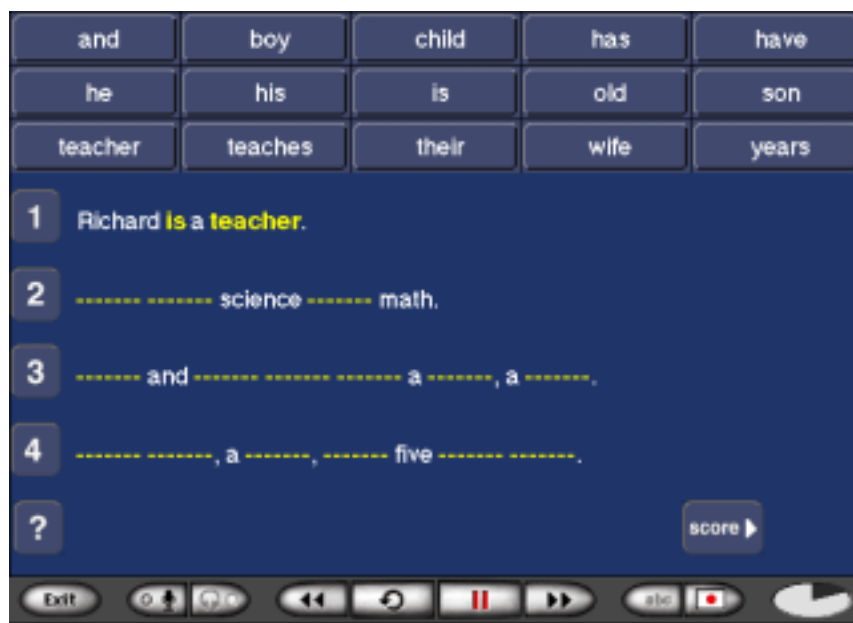 and boy child has have
he his is old son
teacher teaches their wife years
1 Richard is a teacher.
2 ------- ------- science ------- math.
3 ------- and ------- ------- ------- a -------, a -------.
4 ------- -------, a -------, ------- five ------- -------.
? score
Exit abc